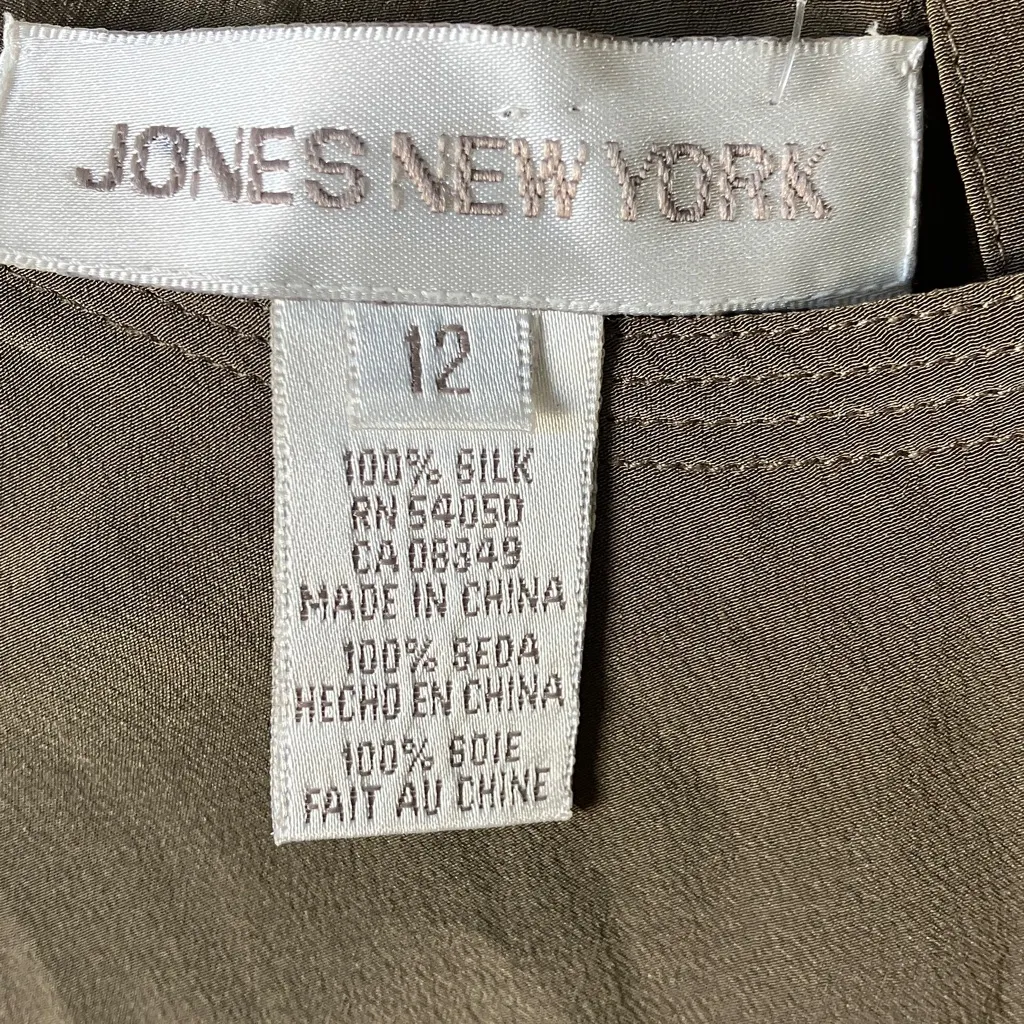 JONES NEW YORK
12
100% SILK
RN 54050
CA 08349
MADE IN CHINA
100% SEDA
HECHO EN CHINA
100% SOIE
FAIT AU CHINE